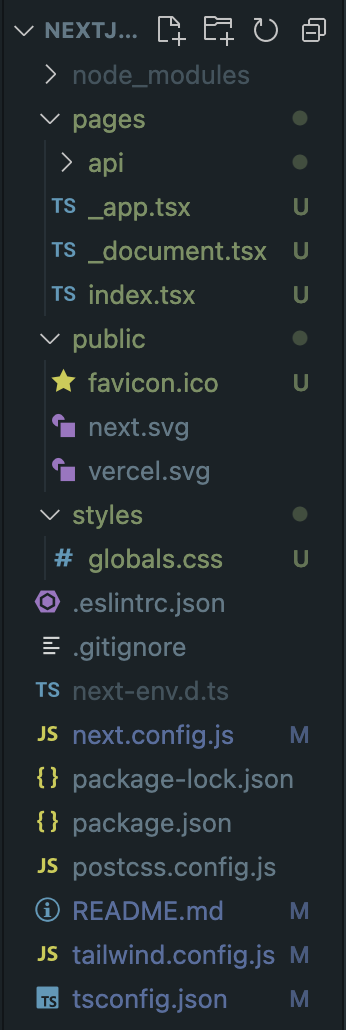 NEXTJ...
node_modules
pages
api
TS _app.tsx U
TS _document.tsx U
TS index.tsx U
public
favicon.ico U
next.svg
vercel.svg
styles
# globals.css U
.eslintrc.json
.gitignore
TS next-env.d.ts
JS next.config.js M
{} package-lock.json
{} package.json
JS postcss.config.js
README.md M
JS tailwind.config.js M
TS tsconfig.json M